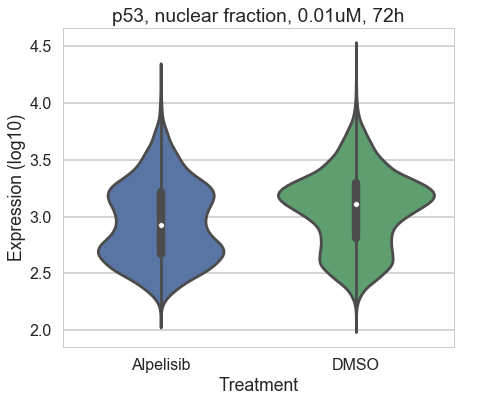 p53, nuclear fraction, 0.01uM, 72h
4.5
4.0
3.5
3.0
2.5
2.0
Expression (log10)
Alpelisib DMSO
Treatment